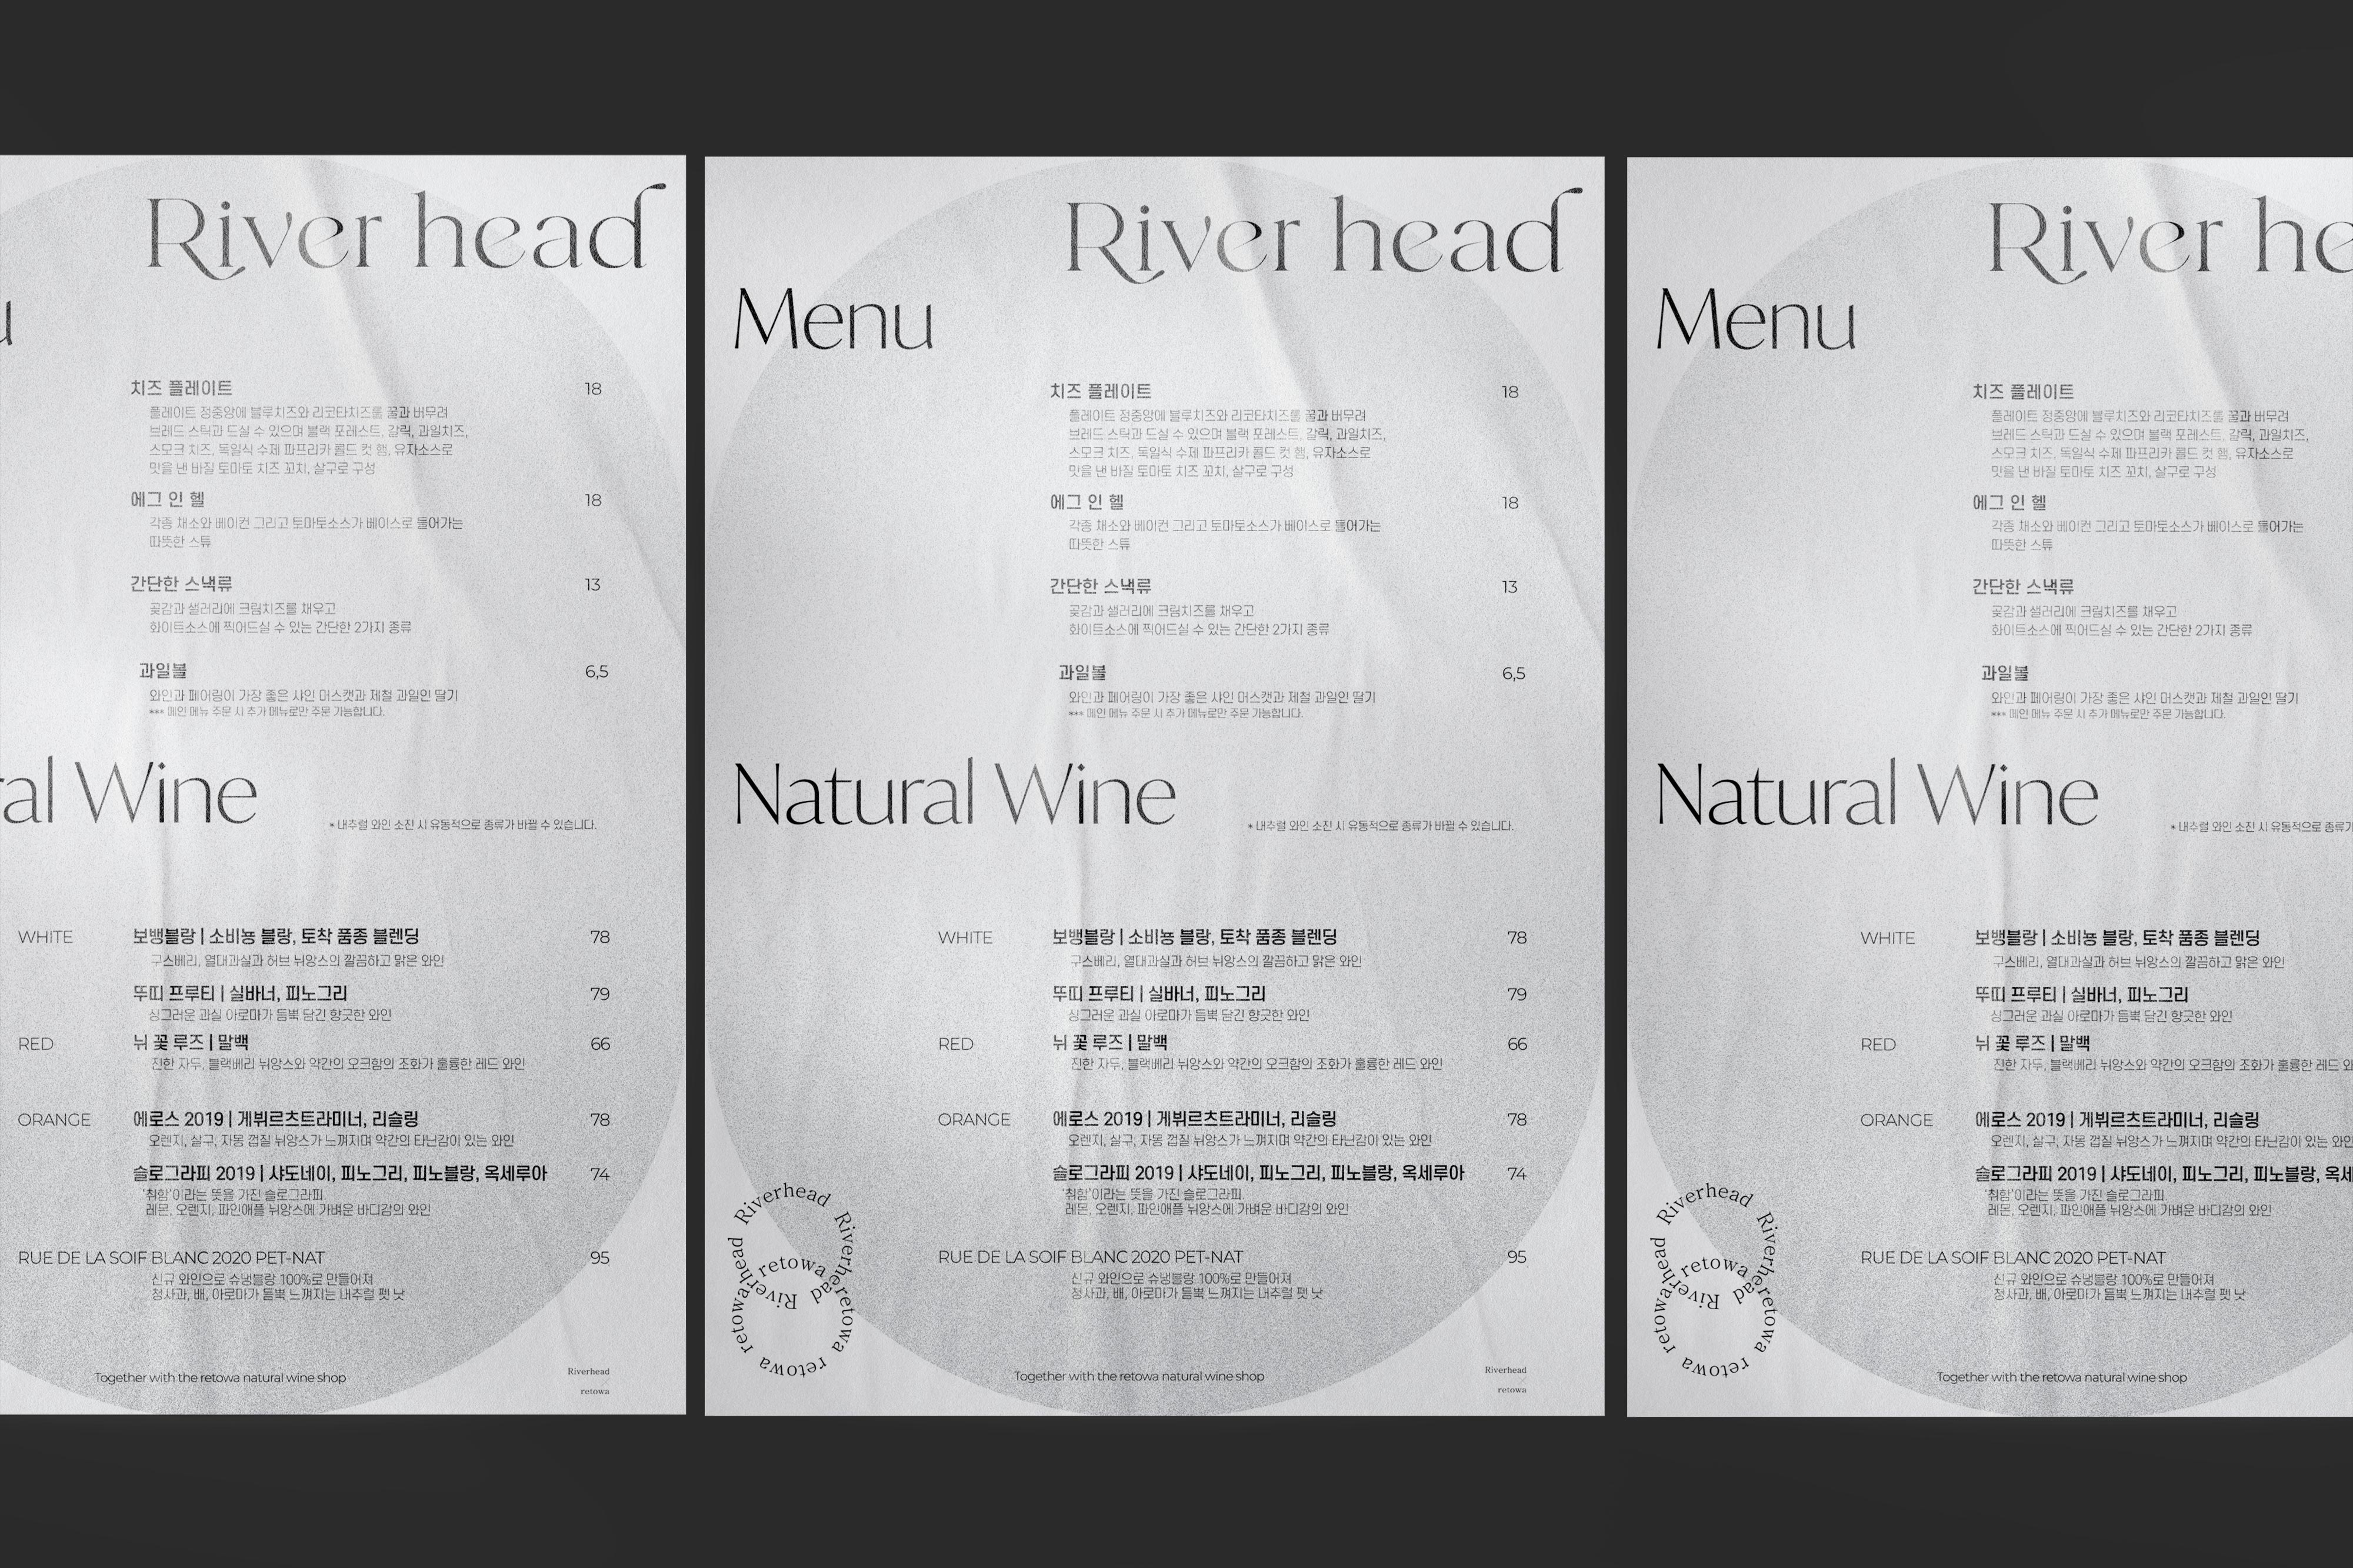 River head
치즈 플레이트 18
플레이트 정중앙에 블루치즈와 리코타치즈를 꿀과 버무려
브레드 스틱과 드실 수 있으며 블랙 포레스트, 갈릭, 과일치즈,
스모크 치즈, 독일식 수제 파프리카 콜드 컷 햄, 유자소스로
맛을 낸 바질 토마토 치즈 꼬치, 살구로 구성
에그 인 헬 18
각종 채소와 베이컨 그리고 토마토소스가 베이스로 들어가는
따뜻한 스튜
간단한 스낵류 13
곶감과 샐러리에 크림치즈를 채우고
화이트소스에 찍어드실 수 있는 간단한 2가지 종류
과일볼 6,5
와인과 페어링이 가장 좋은 샤인 머스캣과 제철 과일인 딸기
*** 메인 메뉴 주문 시 추가 메뉴로만 주문 가능합니다.
ral Wine
* 내추럴 와인 소진 시 유동적으로 종류가 바뀔 수 있습니다.
WHITE 보뱅블랑 | 소비뇽 블랑, 토착 품종 블렌딩 78
구스베리, 열대과실과 허브 뉘앙스의 깔끔하고 맑은 와인
뚜띠 프루티 | 실바너, 피노그리 79
싱그러운 과실 아로마가 듬뿍 담긴 향긋한 와인
RED 뉘 꽃 루즈 | 말백 66
진한 자두, 블랙베리 뉘앙스와 약간의 오크함의 조화가 훌륭한 레드 와인
ORANGE 에로스 2019 | 게뷔르츠트라미너, 리슬링 78
오렌지, 살구, 자몽 껍질 뉘앙스가 느껴지며 약간의 타닌감이 있는 와인
슬로그라피 2019 | 샤도네이, 피노그리, 피노블랑, 옥세루아 74
'취함'이라는 뜻을 가진 슬로그라피.
레몬, 오렌지, 파인애플 뉘앙스에 가벼운 바디감의 와인
RUE DE LA SOIF BLANC 2020 PET-NAT 95
신규 와인으로 슈냉블랑 100%로 만들어져
청사과, 배, 아로마가 듬뿍 느껴지는 내추럴 펫 낫
Together with the retowa natural wine shop
Riverhead
retowa
River head
Menu
치즈 플레이트 18
플레이트 정중앙에 블루치즈와 리코타치즈를 꿀과 버무려
브레드 스틱과 드실 수 있으며 블랙 포레스트, 갈릭, 과일치즈,
스모크 치즈, 독일식 수제 파프리카 콜드 컷 햄, 유자소스로
맛을 낸 바질 토마토 치즈 꼬치, 살구로 구성
에그 인 헬 18
각종 채소와 베이컨 그리고 토마토소스가 베이스로 들어가는
따뜻한 스튜
간단한 스낵류 13
곶감과 샐러리에 크림치즈를 채우고
화이트소스에 찍어드실 수 있는 간단한 2가지 종류
과일볼 6,5
와인과 페어링이 가장 좋은 샤인 머스캣과 제철 과일인 딸기
*** 메인 메뉴 주문 시 추가 메뉴로만 주문 가능합니다.
Natural Wine
* 내추럴 와인 소진 시 유동적으로 종류가 바뀔 수 있습니다.
WHITE 보뱅블랑 | 소비뇽 블랑, 토착 품종 블렌딩 78
구스베리, 열대과실과 허브 뉘앙스의 깔끔하고 맑은 와인
뚜띠 프루티 | 실바너, 피노그리 79
싱그러운 과실 아로마가 듬뿍 담긴 향긋한 와인
RED 뉘 꽃 루즈 | 말백 66
진한 자두, 블랙베리 뉘앙스와 약간의 오크함의 조화가 훌륭한 레드 와인
ORANGE 에로스 2019 | 게뷔르츠트라미너, 리슬링 78
오렌지, 살구, 자몽 껍질 뉘앙스가 느껴지며 약간의 타닌감이 있는 와인
슬로그라피 2019 | 샤도네이, 피노그리, 피노블랑, 옥세루아 74
'취함'이라는 뜻을 가진 슬로그라피.
레몬, 오렌지, 파인애플 뉘앙스에 가벼운 바디감의 와인
RUE DE LA SOIF BLANC 2020 PET-NAT 95
신규 와인으로 슈냉블랑 100%로 만들어져
청사과, 배, 아로마가 듬뿍 느껴지는 내추럴 펫 낫
Riverhead Riverhead retowa retowa retowa Riverhead
retowa River head
Together with the retowa natural wine shop
Riverhead
retowa
River he
Menu
치즈 플레이트
플레이트 정중앙에 블루치즈와 리코타치즈를 꿀과 버무려
브레드 스틱과 드실 수 있으며 블랙 포레스트, 갈릭, 과일치즈,
스모크 치즈, 독일식 수제 파프리카 콜드 컷 햄, 유자소스로
맛을 낸 바질 토마토 치즈 꼬치, 살구로 구성
에그 인 헬
각종 채소와 베이컨 그리고 토마토소스가 베이스로 들어가는
따뜻한 스튜
간단한 스낵류
곶감과 샐러리에 크림치즈를 채우고
화이트소스에 찍어드실 수 있는 간단한 2가지 종류
과일볼
와인과 페어링이 가장 좋은 샤인 머스캣과 제철 과일인 딸기
*** 메인 메뉴 주문 시 추가 메뉴로만 주문 가능합니다.
Natural Wine
* 내추럴 와인 소진 시 유동적으로 종류가
WHITE 보뱅블랑 | 소비뇽 블랑, 토착 품종 블렌딩
구스베리, 열대과실과 허브 뉘앙스의 깔끔하고 맑은 와인
뚜띠 프루티 | 실바너, 피노그리
싱그러운 과실 아로마가 듬뿍 담긴 향긋한 와인
RED 뉘 꽃 루즈 | 말백
진한 자두, 블랙베리 뉘앙스와 약간의 오크함의 조화가 훌륭한 레드 와
ORANGE 에로스 2019 | 게뷔르츠트라미너, 리슬링
오렌지, 살구, 자몽 껍질 뉘앙스가 느껴지며 약간의 타닌감이 있는 와인
슬로그라피 2019 | 샤도네이, 피노그리, 피노블랑, 옥세
'취함'이라는 뜻을 가진 슬로그라피.
레몬, 오렌지, 파인애플 뉘앙스에 가벼운 바디감의 와인
RUE DE LA SOIF BLANC 2020 PET-NAT
신규 와인으로 슈냉블랑 100%로 만들어져
청사과, 배, 아로마가 듬뿍 느껴지는 내추럴 펫 낫
Riverhead Riverhead retowa retowa retowa Riverhead
retowa River head
Together with the retowa natural wine shop